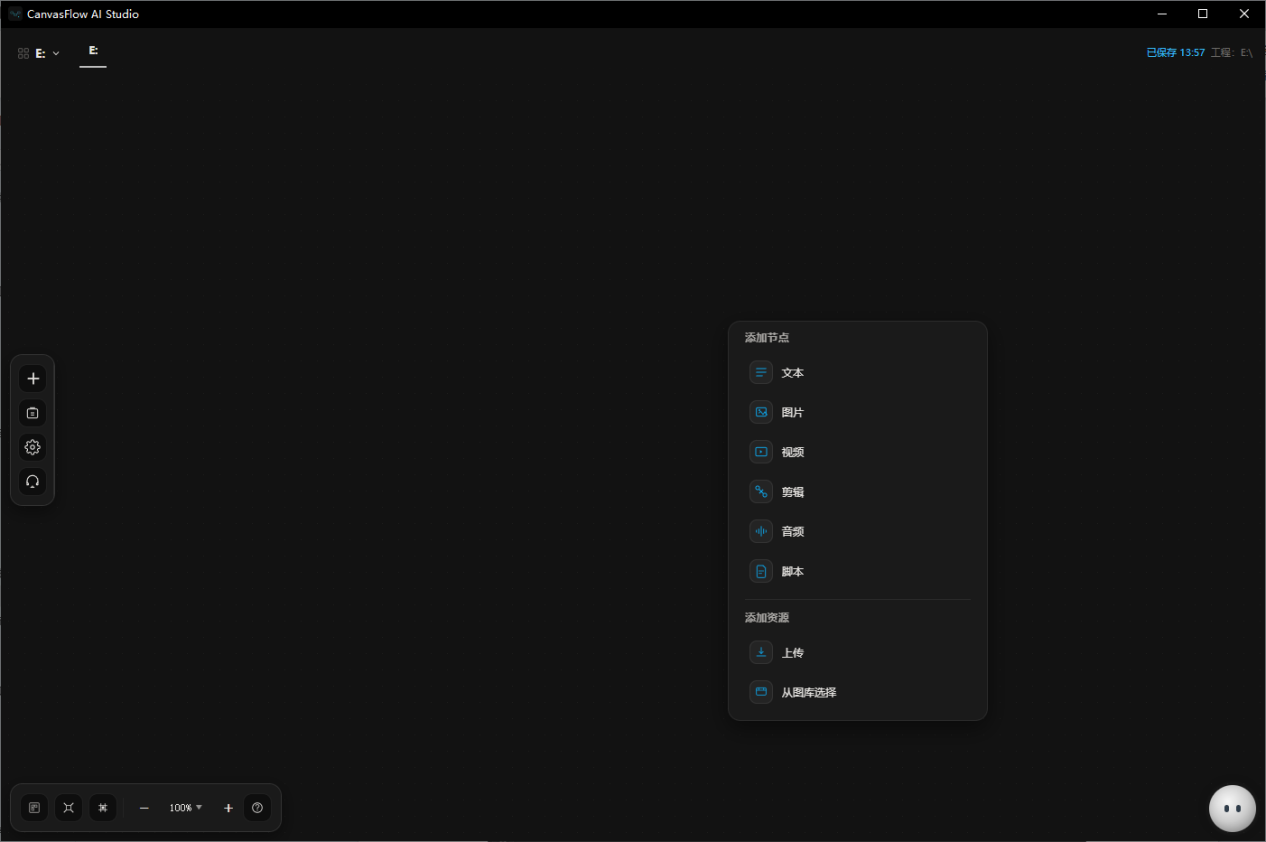 CanvasFlow AI Studio
E:
E:
已保存 13:57 工程: E:\
添加节点
文本
图片
视频
剪辑
音频
脚本
添加资源
上传
从图库选择
100%